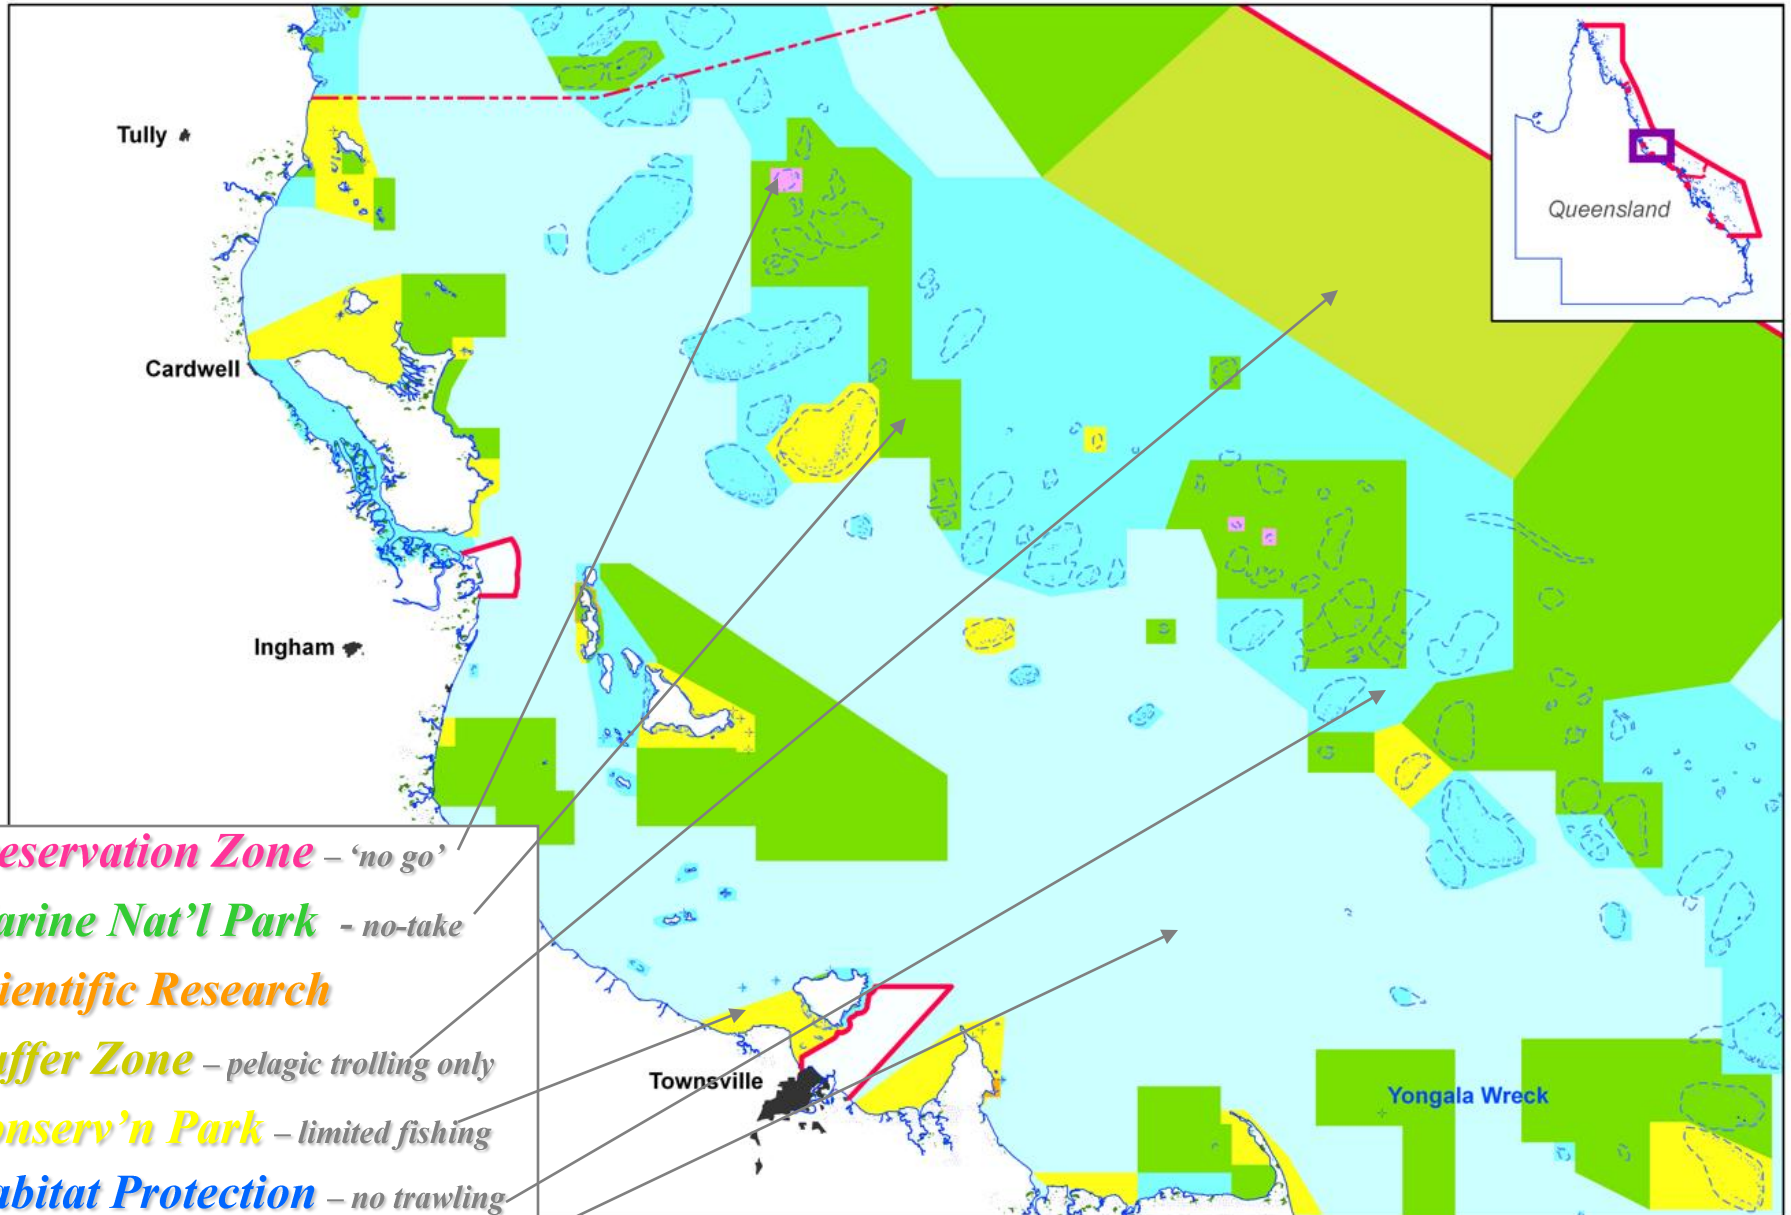 Tully
Queensland
Cardwell
Ingham
eservation Zone – ‘no go’
arine Nat’l Park - no-take
ientific Research
uffer Zone – pelagic trolling only
onserv’n Park – limited fishing
abitat Protection – no trawling
Townsville
Yongala Wreck